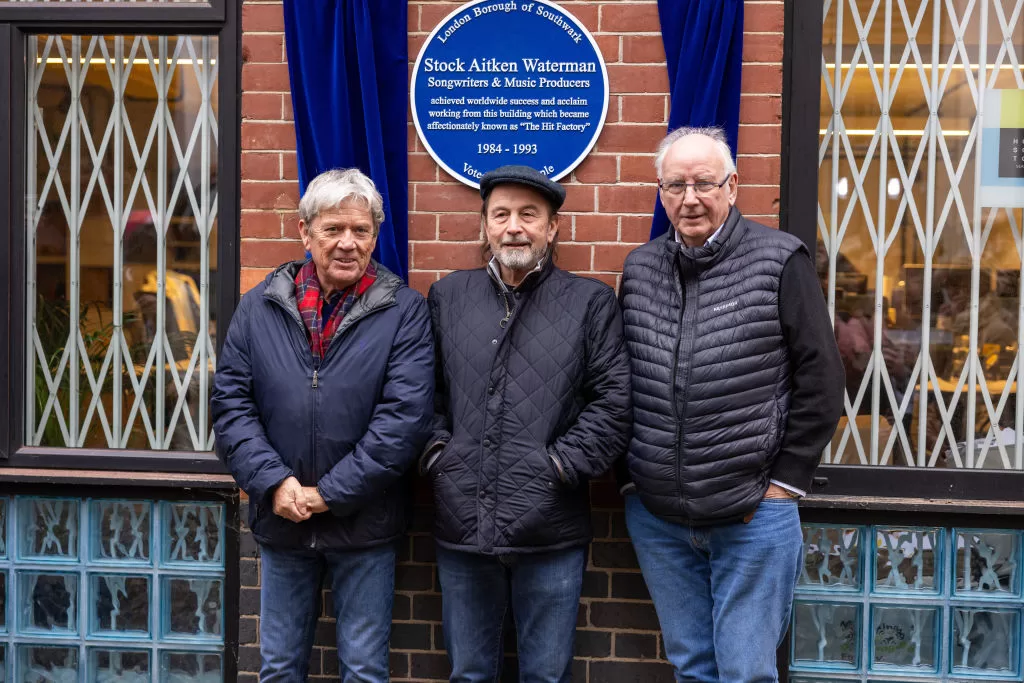 London Borough of Southwark
Stock Aitken Waterman
Songwriters & Music Producers
achieved worldwide success and acclaim
working from this building which became
affectionately known as "The Hit Factory"
1984 - 1993